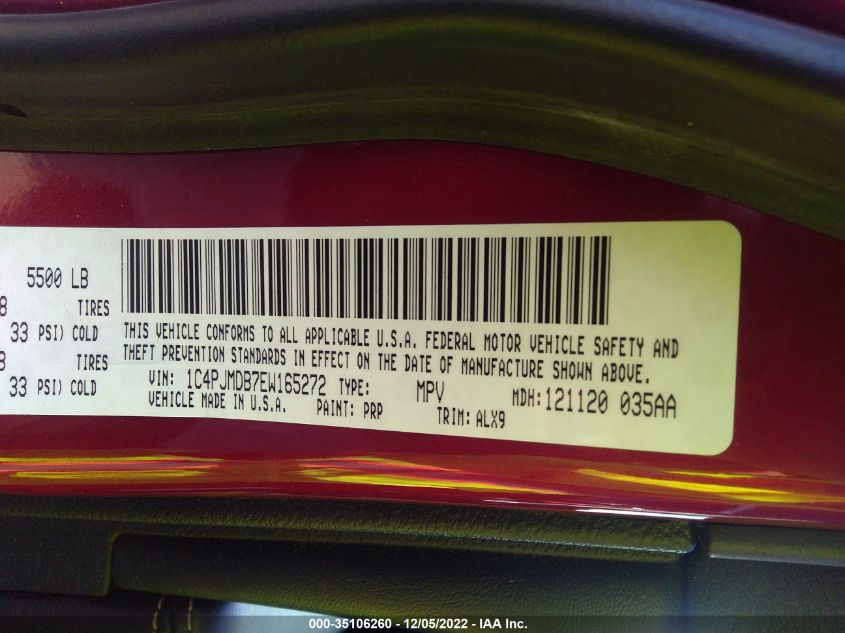 5500 LB
8 TIRES
33 PSI) COLD
8 TIRES
33 PSI) COLD
THIS VEHICLE CONFORMS TO ALL APPLICABLE U.S.A. FEDERAL MOTOR VEHICLE SAFETY AND
THEFT PREVENTION STANDARDS IN EFFECT ON THE DATE OF MANUFACTURE SHOWN ABOVE.
VIN: 1C4PJMDB7EW165272 TYPE: MPV MDH: 121120 035AA
VEHICLE MADE IN U.S.A. PAINT: PRP TRIM: ALX9
000-35106260 - 12/05/2022 - IAA Inc.